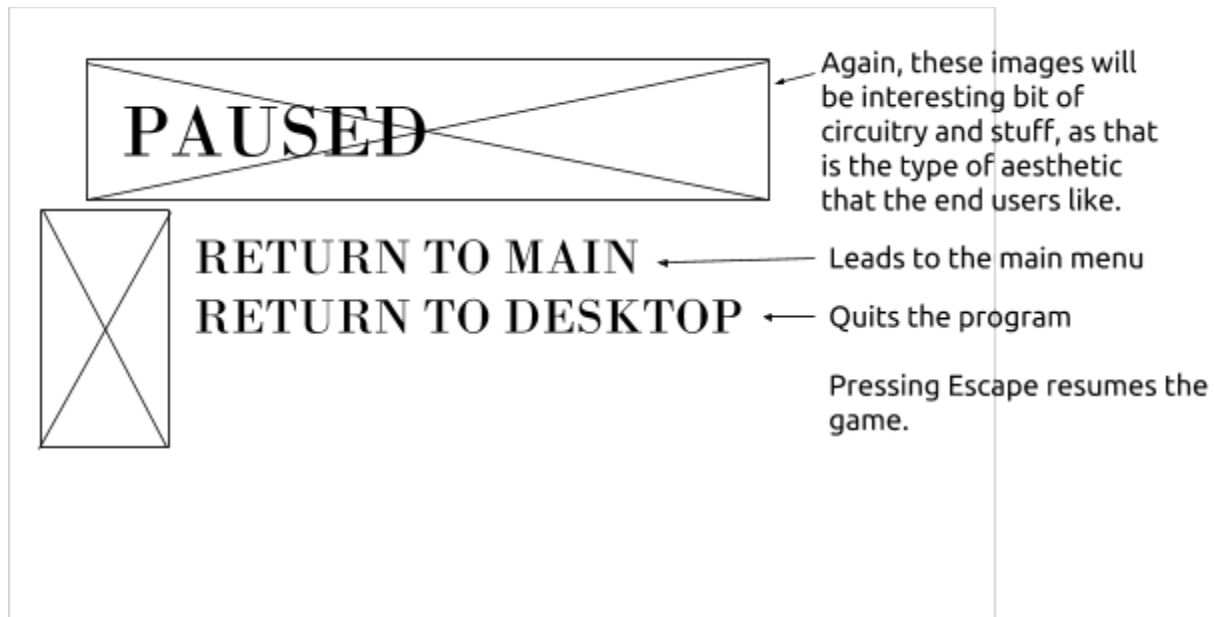 PAUSED
Again, these images will
be interesting bit of
circuitry and stuff, as that
is the type of aesthetic
that the end users like.
RETURN TO MAIN
Leads to the main menu
RETURN TO DESKTOP
Quits the program
Pressing Escape resumes the
game.